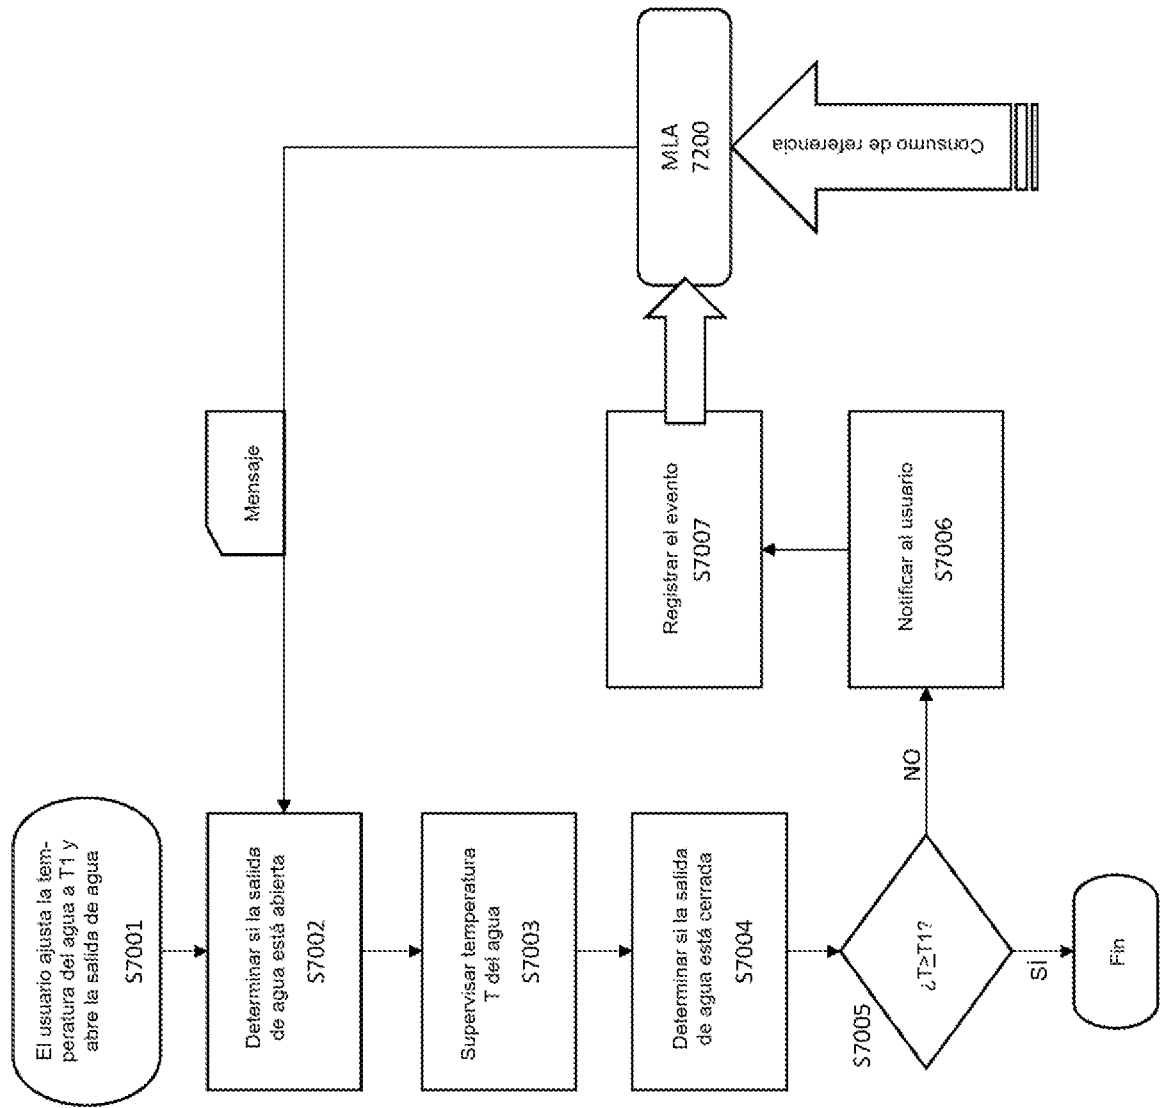 El usuario ajusta la tem-
peratura del agua a T1 y
abre la salida de agua
S7001
Determinar si la salida
de agua está abierta
S7002
Supervisar temperatura
T del agua
S7003
Determinar si la salida
de agua está cerrada
S7004
S7005
¿T≥T1?
SÍ
Fin
NO
Notificar al usuario
S7006
Registrar el evento
S7007
MLA
7200
Consumo de referencia
Mensaje